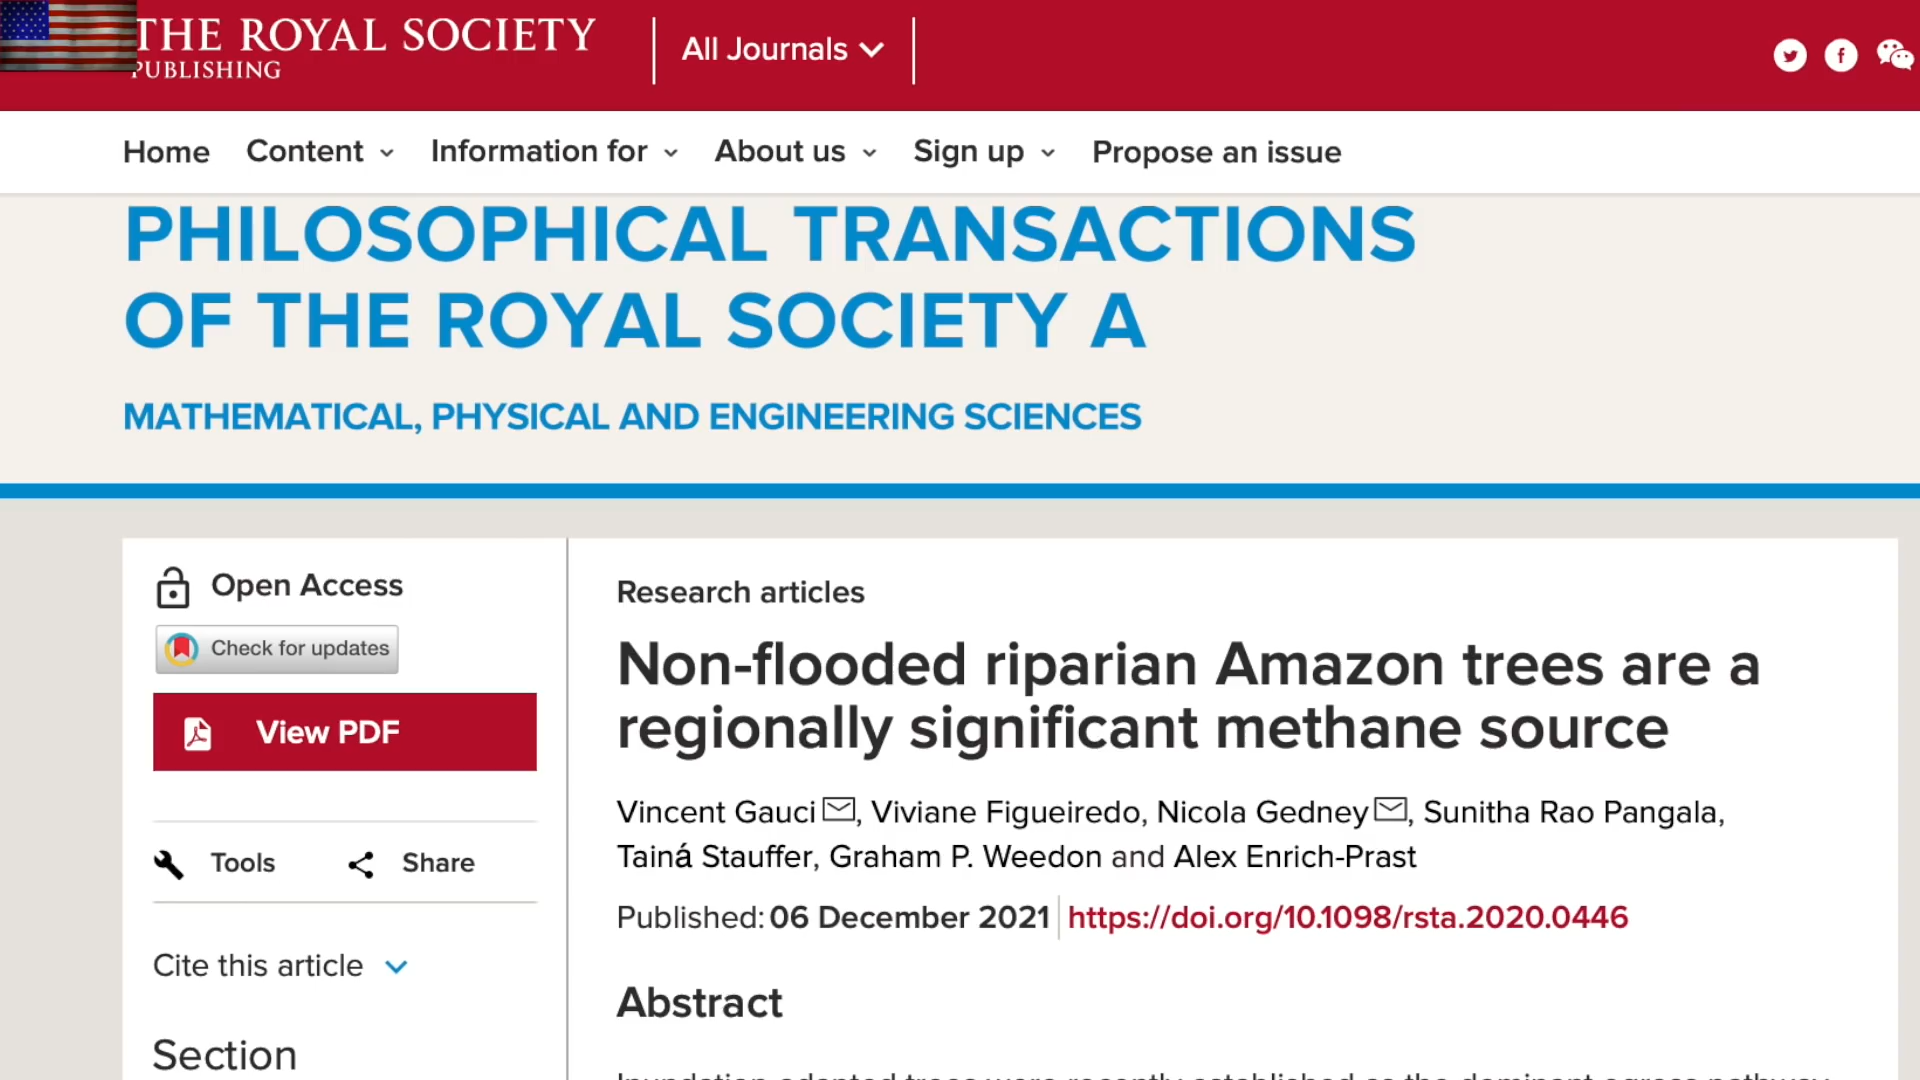 THE ROYAL SOCIETY
PUBLISHING
All Journals
Home Content Information for About us Sign up Propose an issue
PHILOSOPHICAL TRANSACTIONS
OF THE ROYAL SOCIETY A
MATHEMATICAL, PHYSICAL AND ENGINEERING SCIENCES
Open Access
Check for updates
View PDF
Tools Share
Cite this article
Section
Research articles
Non-flooded riparian Amazon trees are a
regionally significant methane source
Vincent Gauci, Viviane Figueiredo, Nicola Gedney, Sunitha Rao Pangala,
Tainá Stauffer, Graham P. Weedon and Alex Enrich-Prast
Published: 06 December 2021 https://doi.org/10.1098/rsta.2020.0446
Abstract